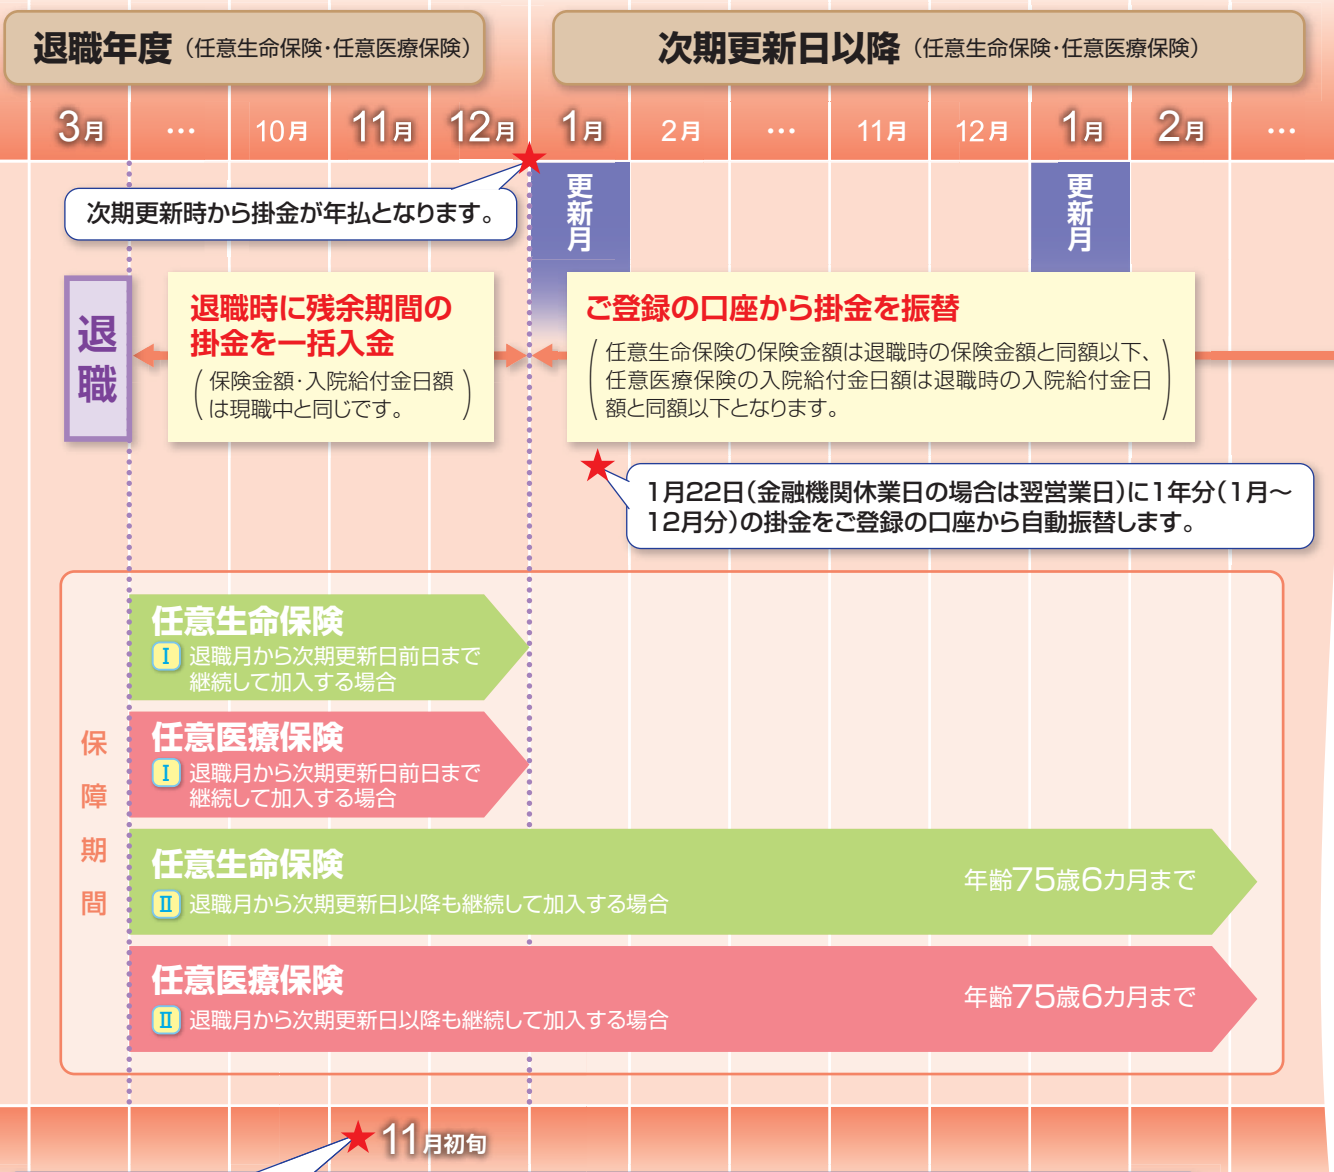 退職年度（任意生命保険・任意医療保険）
次期更新日以降（任意生命保険・任意医療保険）
3月 … 10月 11月 12月 1月 2月 … 11月 12月 1月 2月 …
次期更新時から掛金が年払となります。
更新月
更新月
退職
退職時に残余期間の
掛金を一括入金
（保険金額・入院給付金日額
は現職中と同じです。）
ご登録の口座から掛金を振替
（任意生命保険の保険金額は退職時の保険金額と同額以下、
任意医療保険の入院給付金日額は退職時の入院給付金日
額と同額以下となります。）
1月22日（金融機関休業日の場合は翌営業日）に1年分（1月～
12月分）の掛金をご登録の口座から自動振替します。
保障期間
任意生命保険
I 退職月から次期更新日前日まで
継続して加入する場合
任意医療保険
I 退職月から次期更新日前日まで
継続して加入する場合
任意生命保険
II 退職月から次期更新日以降も継続して加入する場合
年齢75歳6カ月まで
任意医療保険
II 退職月から次期更新日以降も継続して加入する場合
年齢75歳6カ月まで
★11月初旬